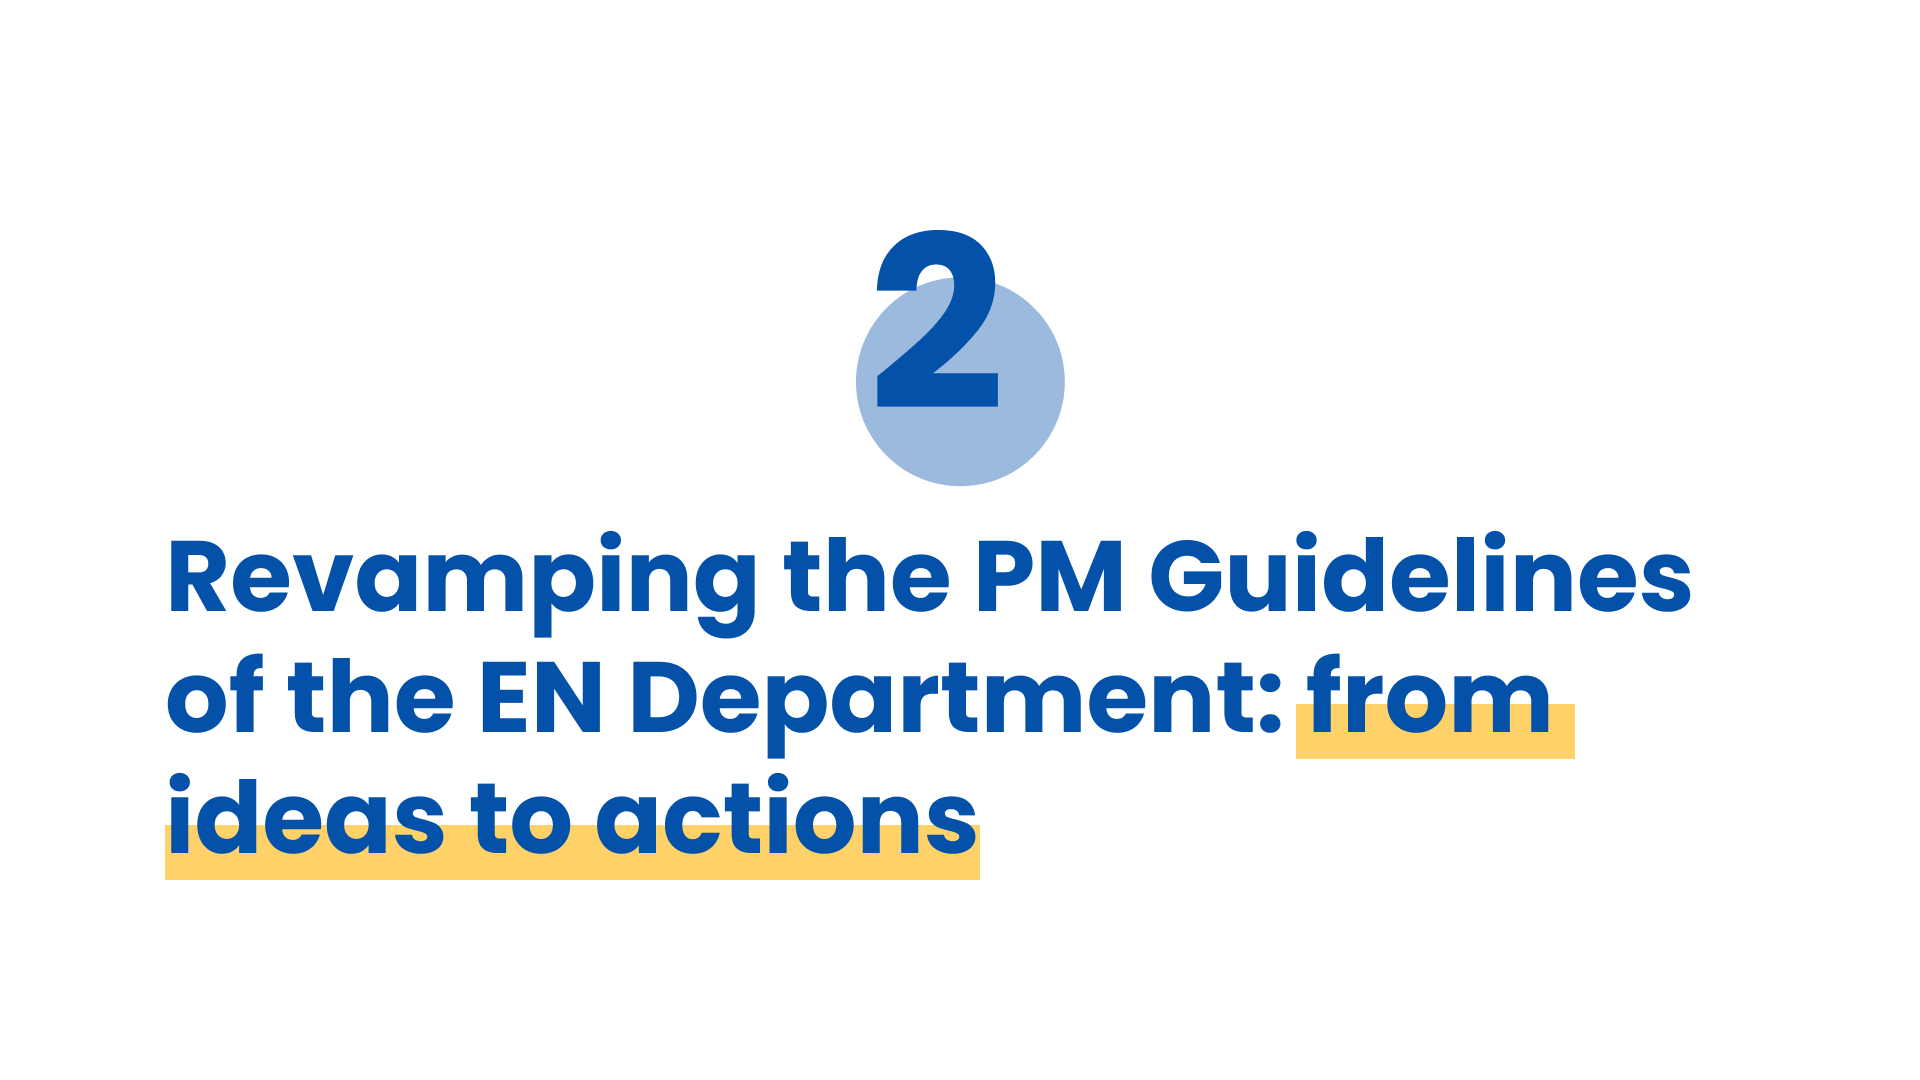 2
Revamping the PM Guidelines
of the EN Department: from
ideas to actions